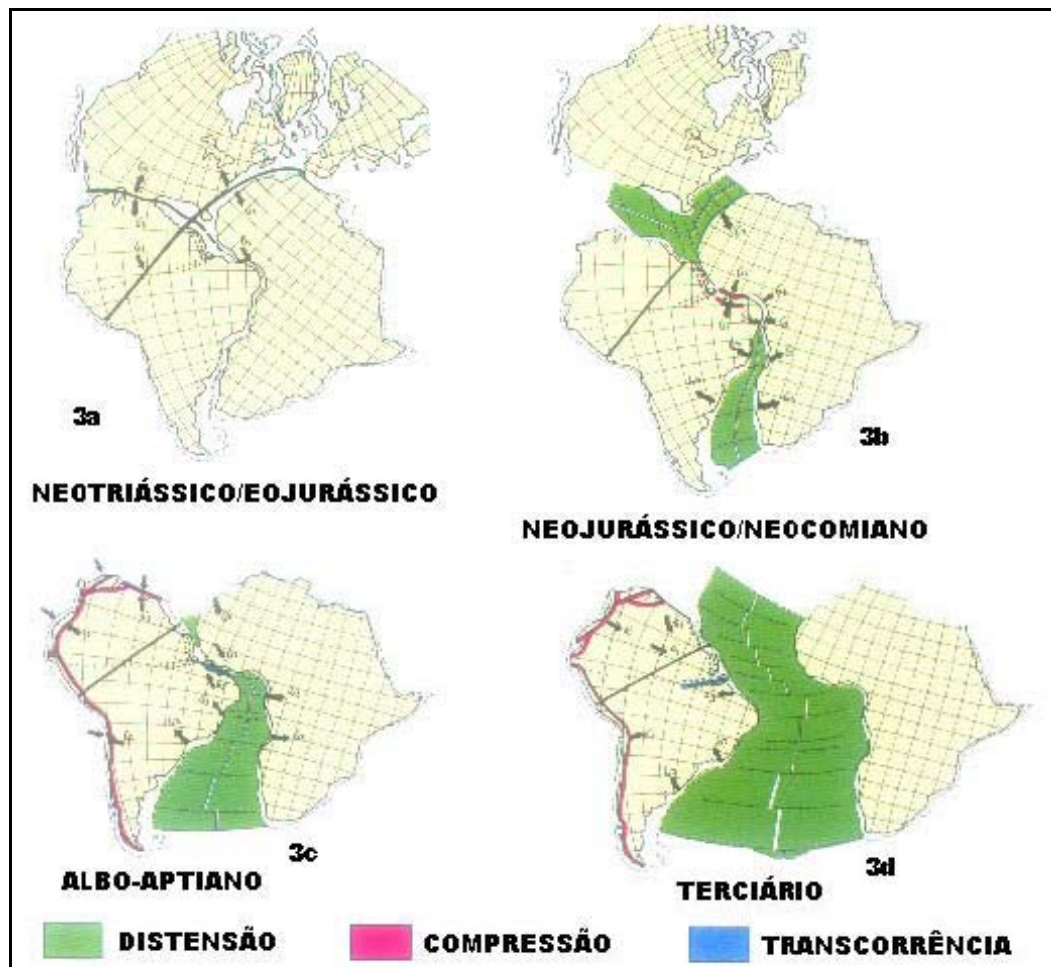 3a
3b
NEOTRIÁSSICO/EOJURÁSSICO
NEOJURÁSSICO/NEOCOMIANO
3c
3d
ALBO-APTIANO
TERCIÁRIO
DISTENSÃO
COMPRESSÃO
TRANSCORRÊNCIA